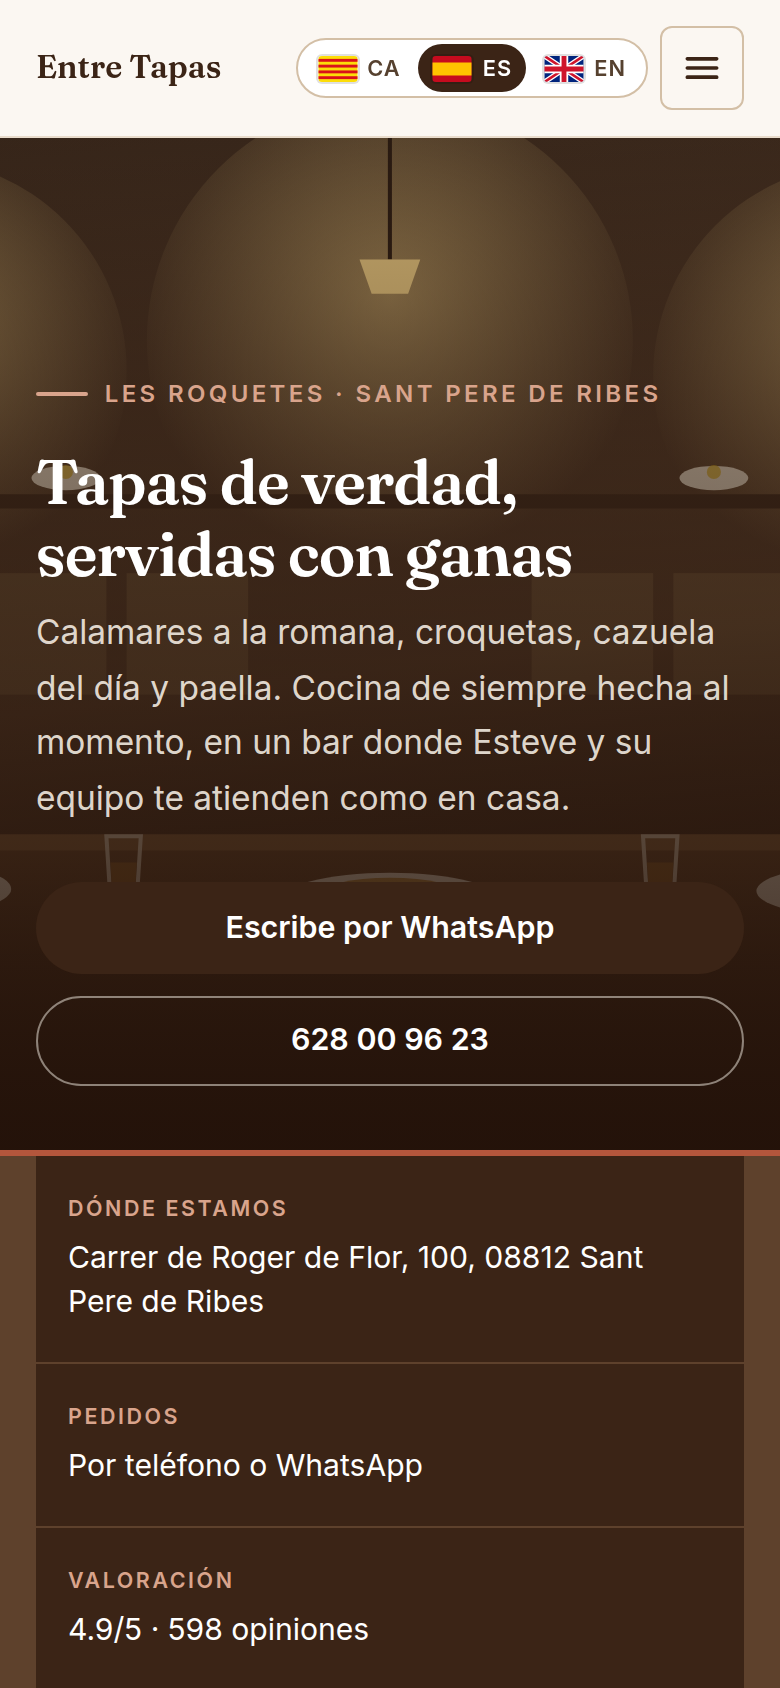 Entre Tapas
CA
ES
EN
LES ROQUETES · SANT PERE DE RIBES
Tapas de verdad,
servidas con ganas
Calamares a la romana, croquetas, cazuela
del día y paella. Cocina de siempre hecha al
momento, en un bar donde Esteve y su
equipo te atienden como en casa.
Escribe por WhatsApp
628 00 96 23
DÓNDE ESTAMOS
Carrer de Roger de Flor, 100, 08812 Sant
Pere de Ribes
PEDIDOS
Por teléfono o WhatsApp
VALORACIÓN
4.9/5 · 598 opiniones